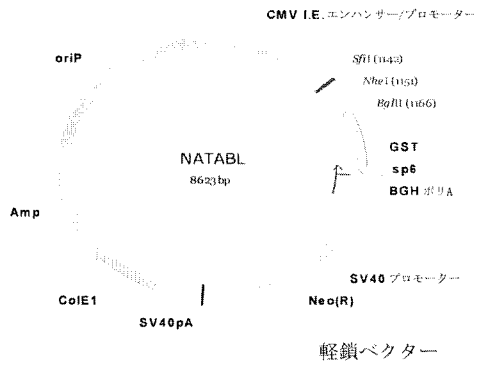 CMV I.E. エンハンサー/プロモーター
oriP
SfiI (1142)
NheI (1151)
BglII (1166)
NATABL
8623bp
GST
sp6
BGH ポリA
Amp
SV40 プロモーター
ColE1
Neo(R)
SV40pA
軽鎖ベクター